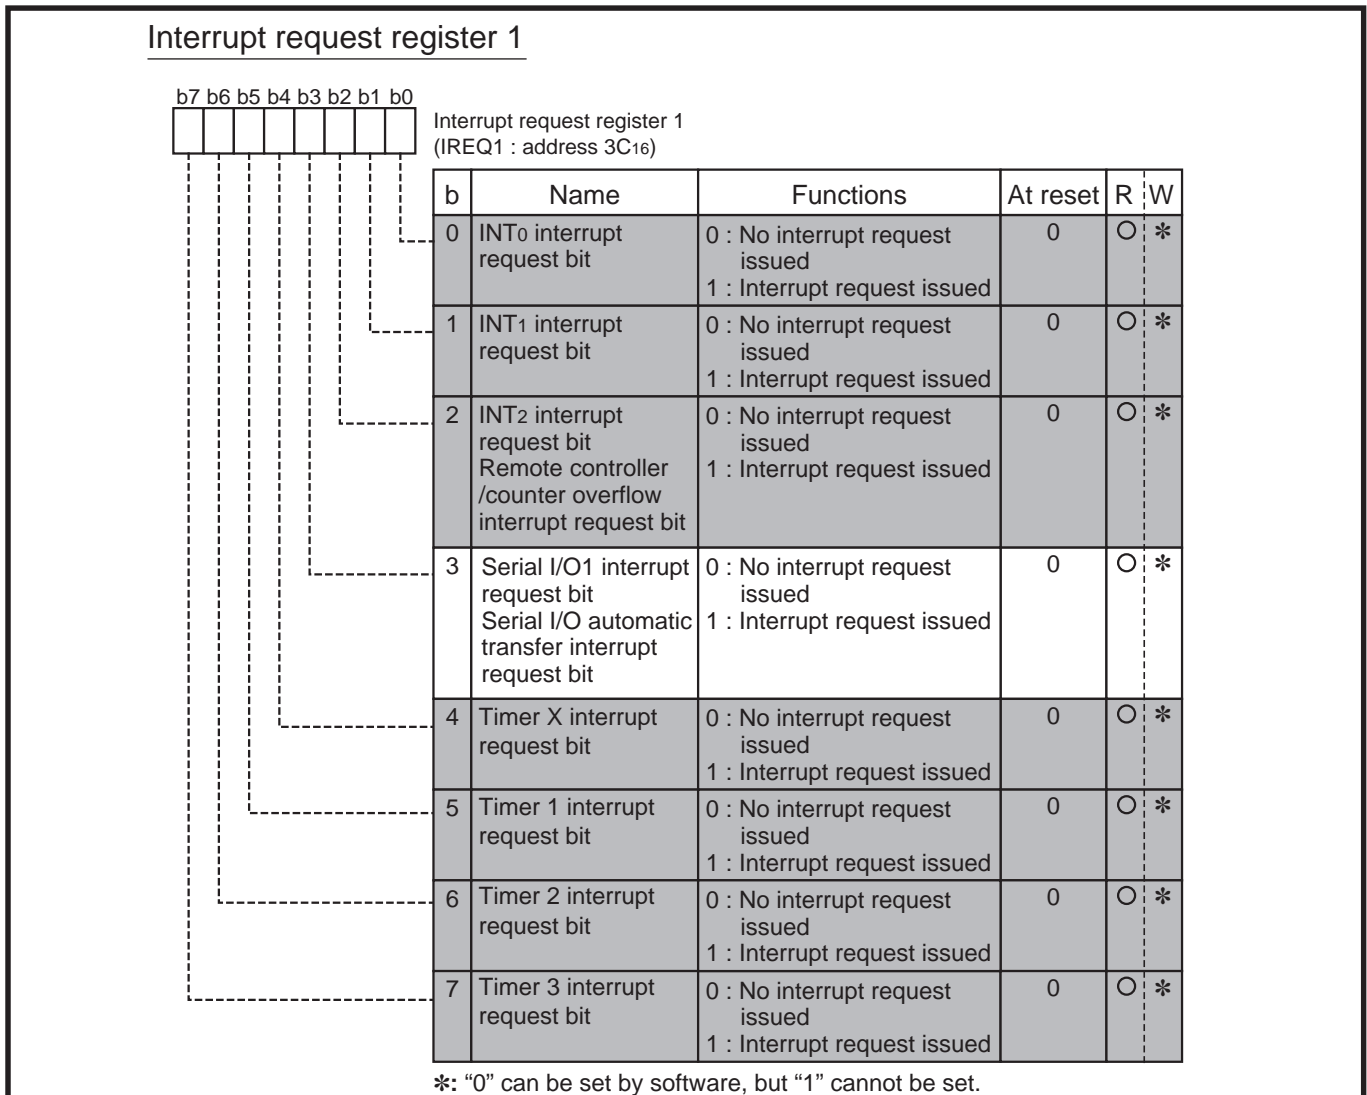 Interrupt request register 1
b7 b6 b5 b4 b3 b2 b1 b0
Interrupt request register 1
(IREQ1 : address 3C16)
b Name Functions At reset R W
0 INT0 interrupt request bit 0 : No interrupt request issued 1 : Interrupt request issued 0 ○ ✻
1 INT1 interrupt request bit 0 : No interrupt request issued 1 : Interrupt request issued 0 ○ ✻
2 INT2 interrupt request bit Remote controller /counter overflow interrupt request bit 0 : No interrupt request issued 1 : Interrupt request issued 0 ○ ✻
3 Serial I/O1 interrupt request bit Serial I/O automatic transfer interrupt request bit 0 : No interrupt request issued 1 : Interrupt request issued 0 ○ ✻
4 Timer X interrupt request bit 0 : No interrupt request issued 1 : Interrupt request issued 0 ○ ✻
5 Timer 1 interrupt request bit 0 : No interrupt request issued 1 : Interrupt request issued 0 ○ ✻
6 Timer 2 interrupt request bit 0 : No interrupt request issued 1 : Interrupt request issued 0 ○ ✻
7 Timer 3 interrupt request bit 0 : No interrupt request issued 1 : Interrupt request issued 0 ○ ✻
✻: “0” can be set by software, but “1” cannot be set.